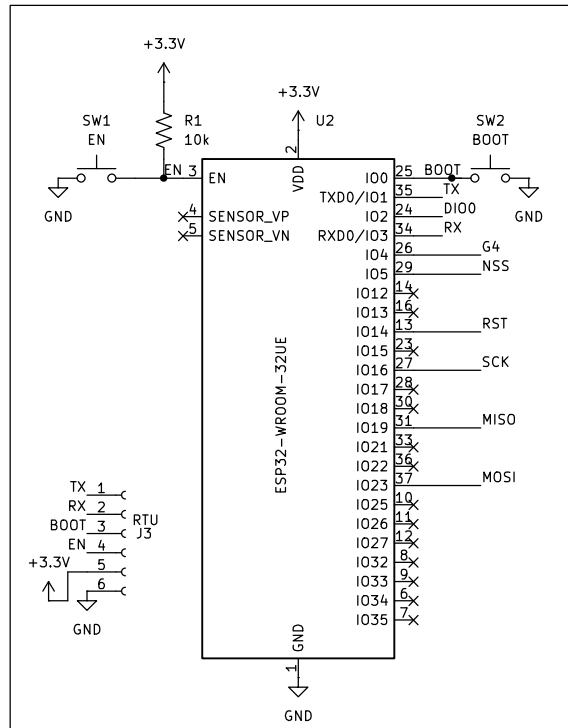 +3.3V
+3.3V
SW1
EN
R1
10k
U2
SW2
BOOT
2
VDD
EN 3 EN
IO0 25 BOOT
GND
GND
TXD0/IO1 35 TX
4 SENSOR_VP
IO2 24 DIO0
5 SENSOR_VN
RXD0/IO3 34 RX
IO4 26 G4
IO5 29 NSS
IO12 14
IO13 16
IO14 13 RST
IO15 23
IO16 27 SCK
IO17 28
IO18 30
IO19 31 MISO
IO21 33
IO22 36
IO23 37 MOSI
IO25 10
IO26 11
IO27 12
IO32 8
IO33 9
IO34 6
IO35 7
ESP32-WROOM-32UE
TX 1
RX 2
BOOT 3
EN 4
+3.3V 5
6
RTU
J3
GND
GND
1
GND